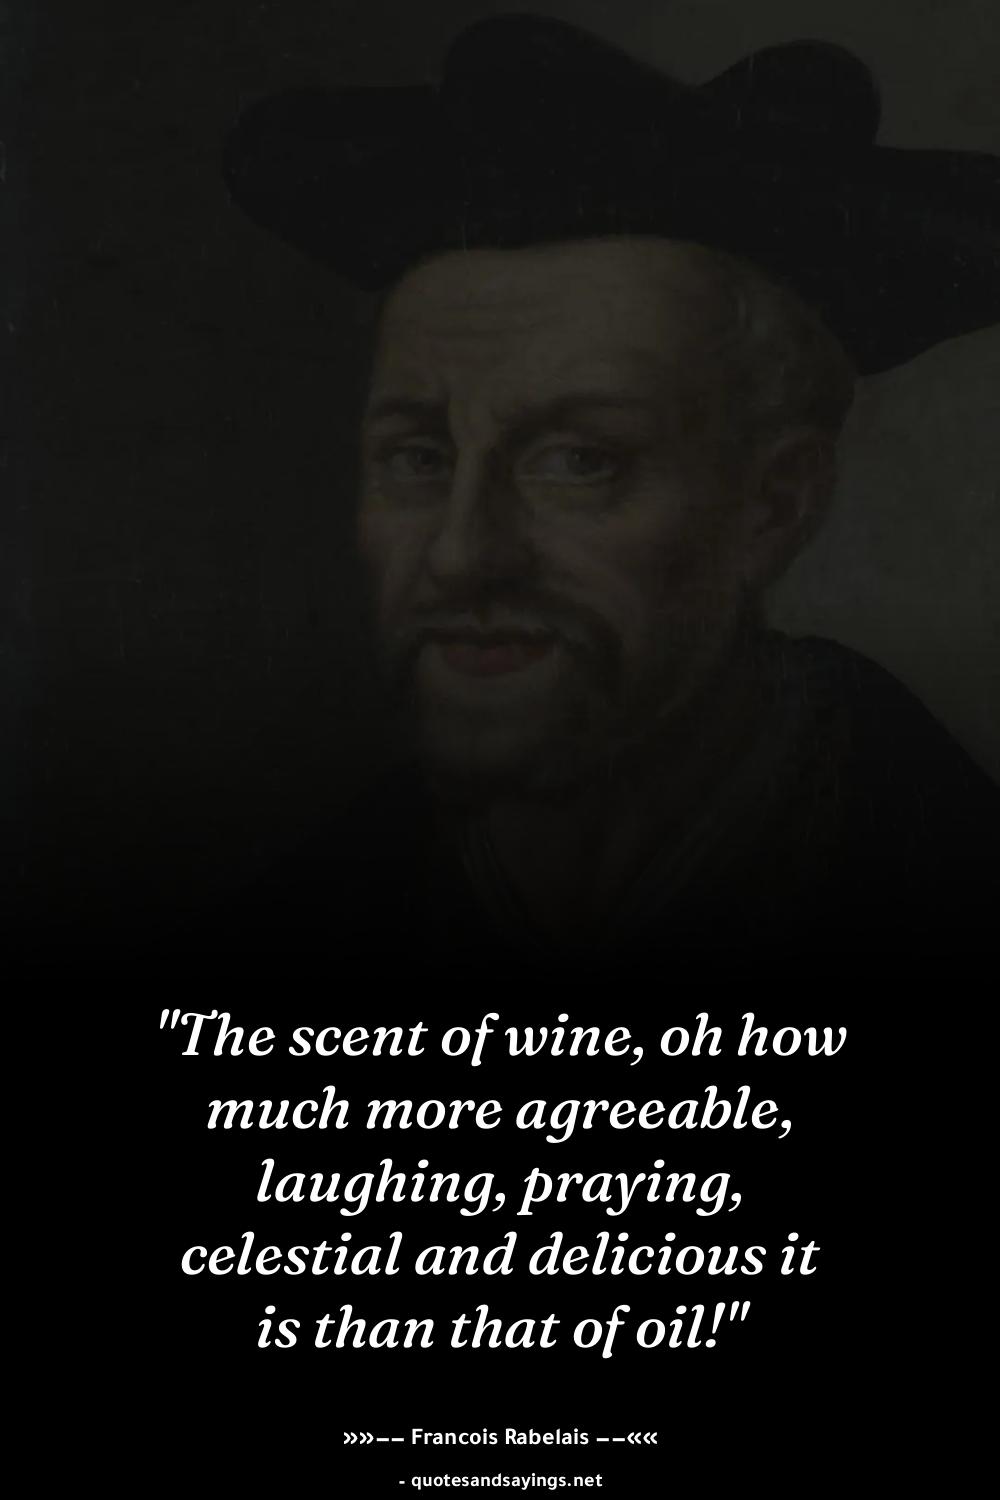 "The scent of wine, oh how
much more agreeable,
laughing, praying,
celestial and delicious it
is than that of oil!"
»»−− Francois Rabelais −−««
- quotesandsayings.net